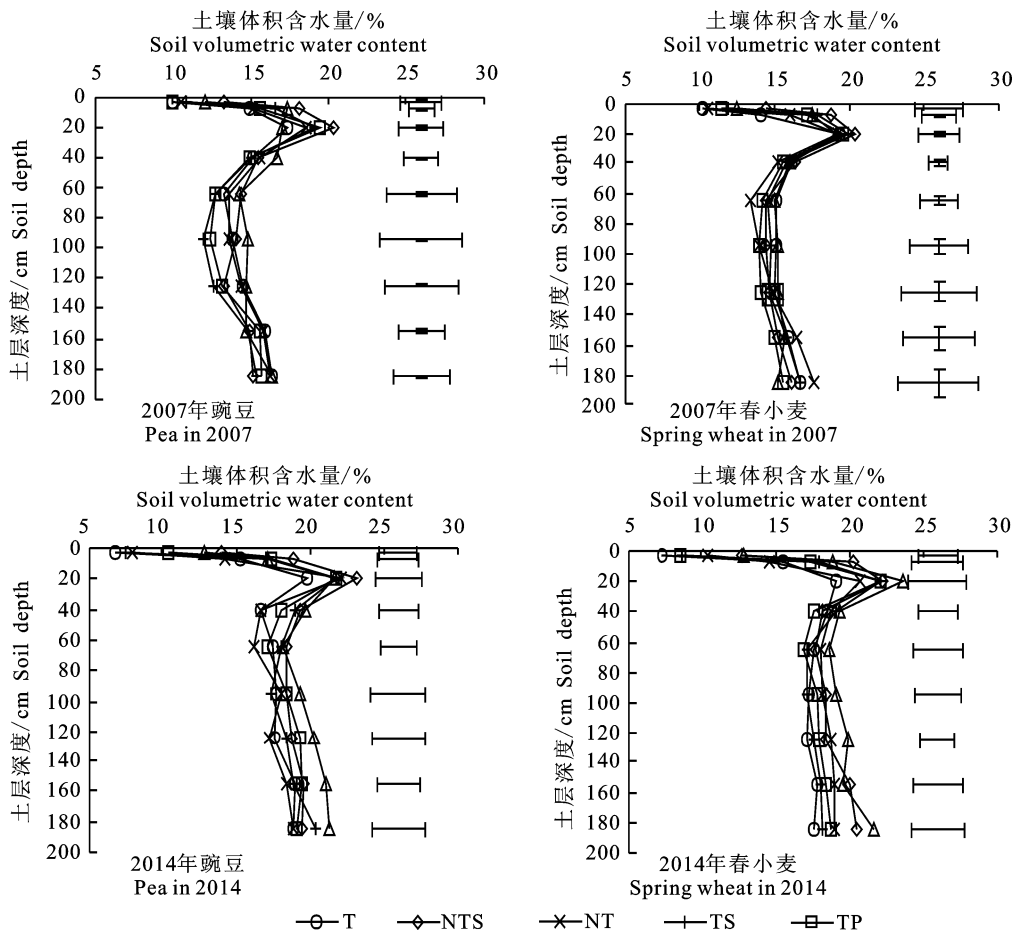 土壤体积含水量/%
Soil volumetric water content
5 10 15 20 25 30
0
20
40
60
80
100
120
140
160
180
200
土层深度/cm Soil depth
2007年豌豆
Pea in 2007
土壤体积含水量/%
Soil volumetric water content
5 10 15 20 25 30
0
20
40
60
80
100
120
140
160
180
200
土层深度/cm Soil depth
2007年春小麦
Spring wheat in 2007
土壤体积含水量/%
Soil volumetric water content
5 10 15 20 25 30
0
20
40
60
80
100
120
140
160
180
200
土层深度/cm Soil depth
2014年豌豆
Pea in 2014
土壤体积含水量/%
Soil volumetric water content
5 10 15 20 25 30
0
20
40
60
80
100
120
140
160
180
200
土层深度/cm Soil depth
2014年春小麦
Spring wheat in 2014
T NTS NT TS TP